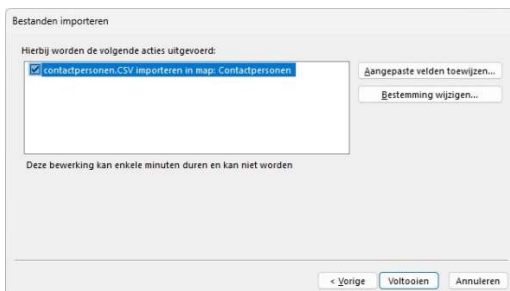 Bestanden importeren
Hierbij worden de volgende acties uitgevoerd:
contactpersonen.CSV importeren in map: Contactpersonen
Aangepaste velden toewijzen...
Bestemming wijzigen...
Deze bewerking kan enkele minuten duren en kan niet worden
< Vorige Voltooien Annuleren